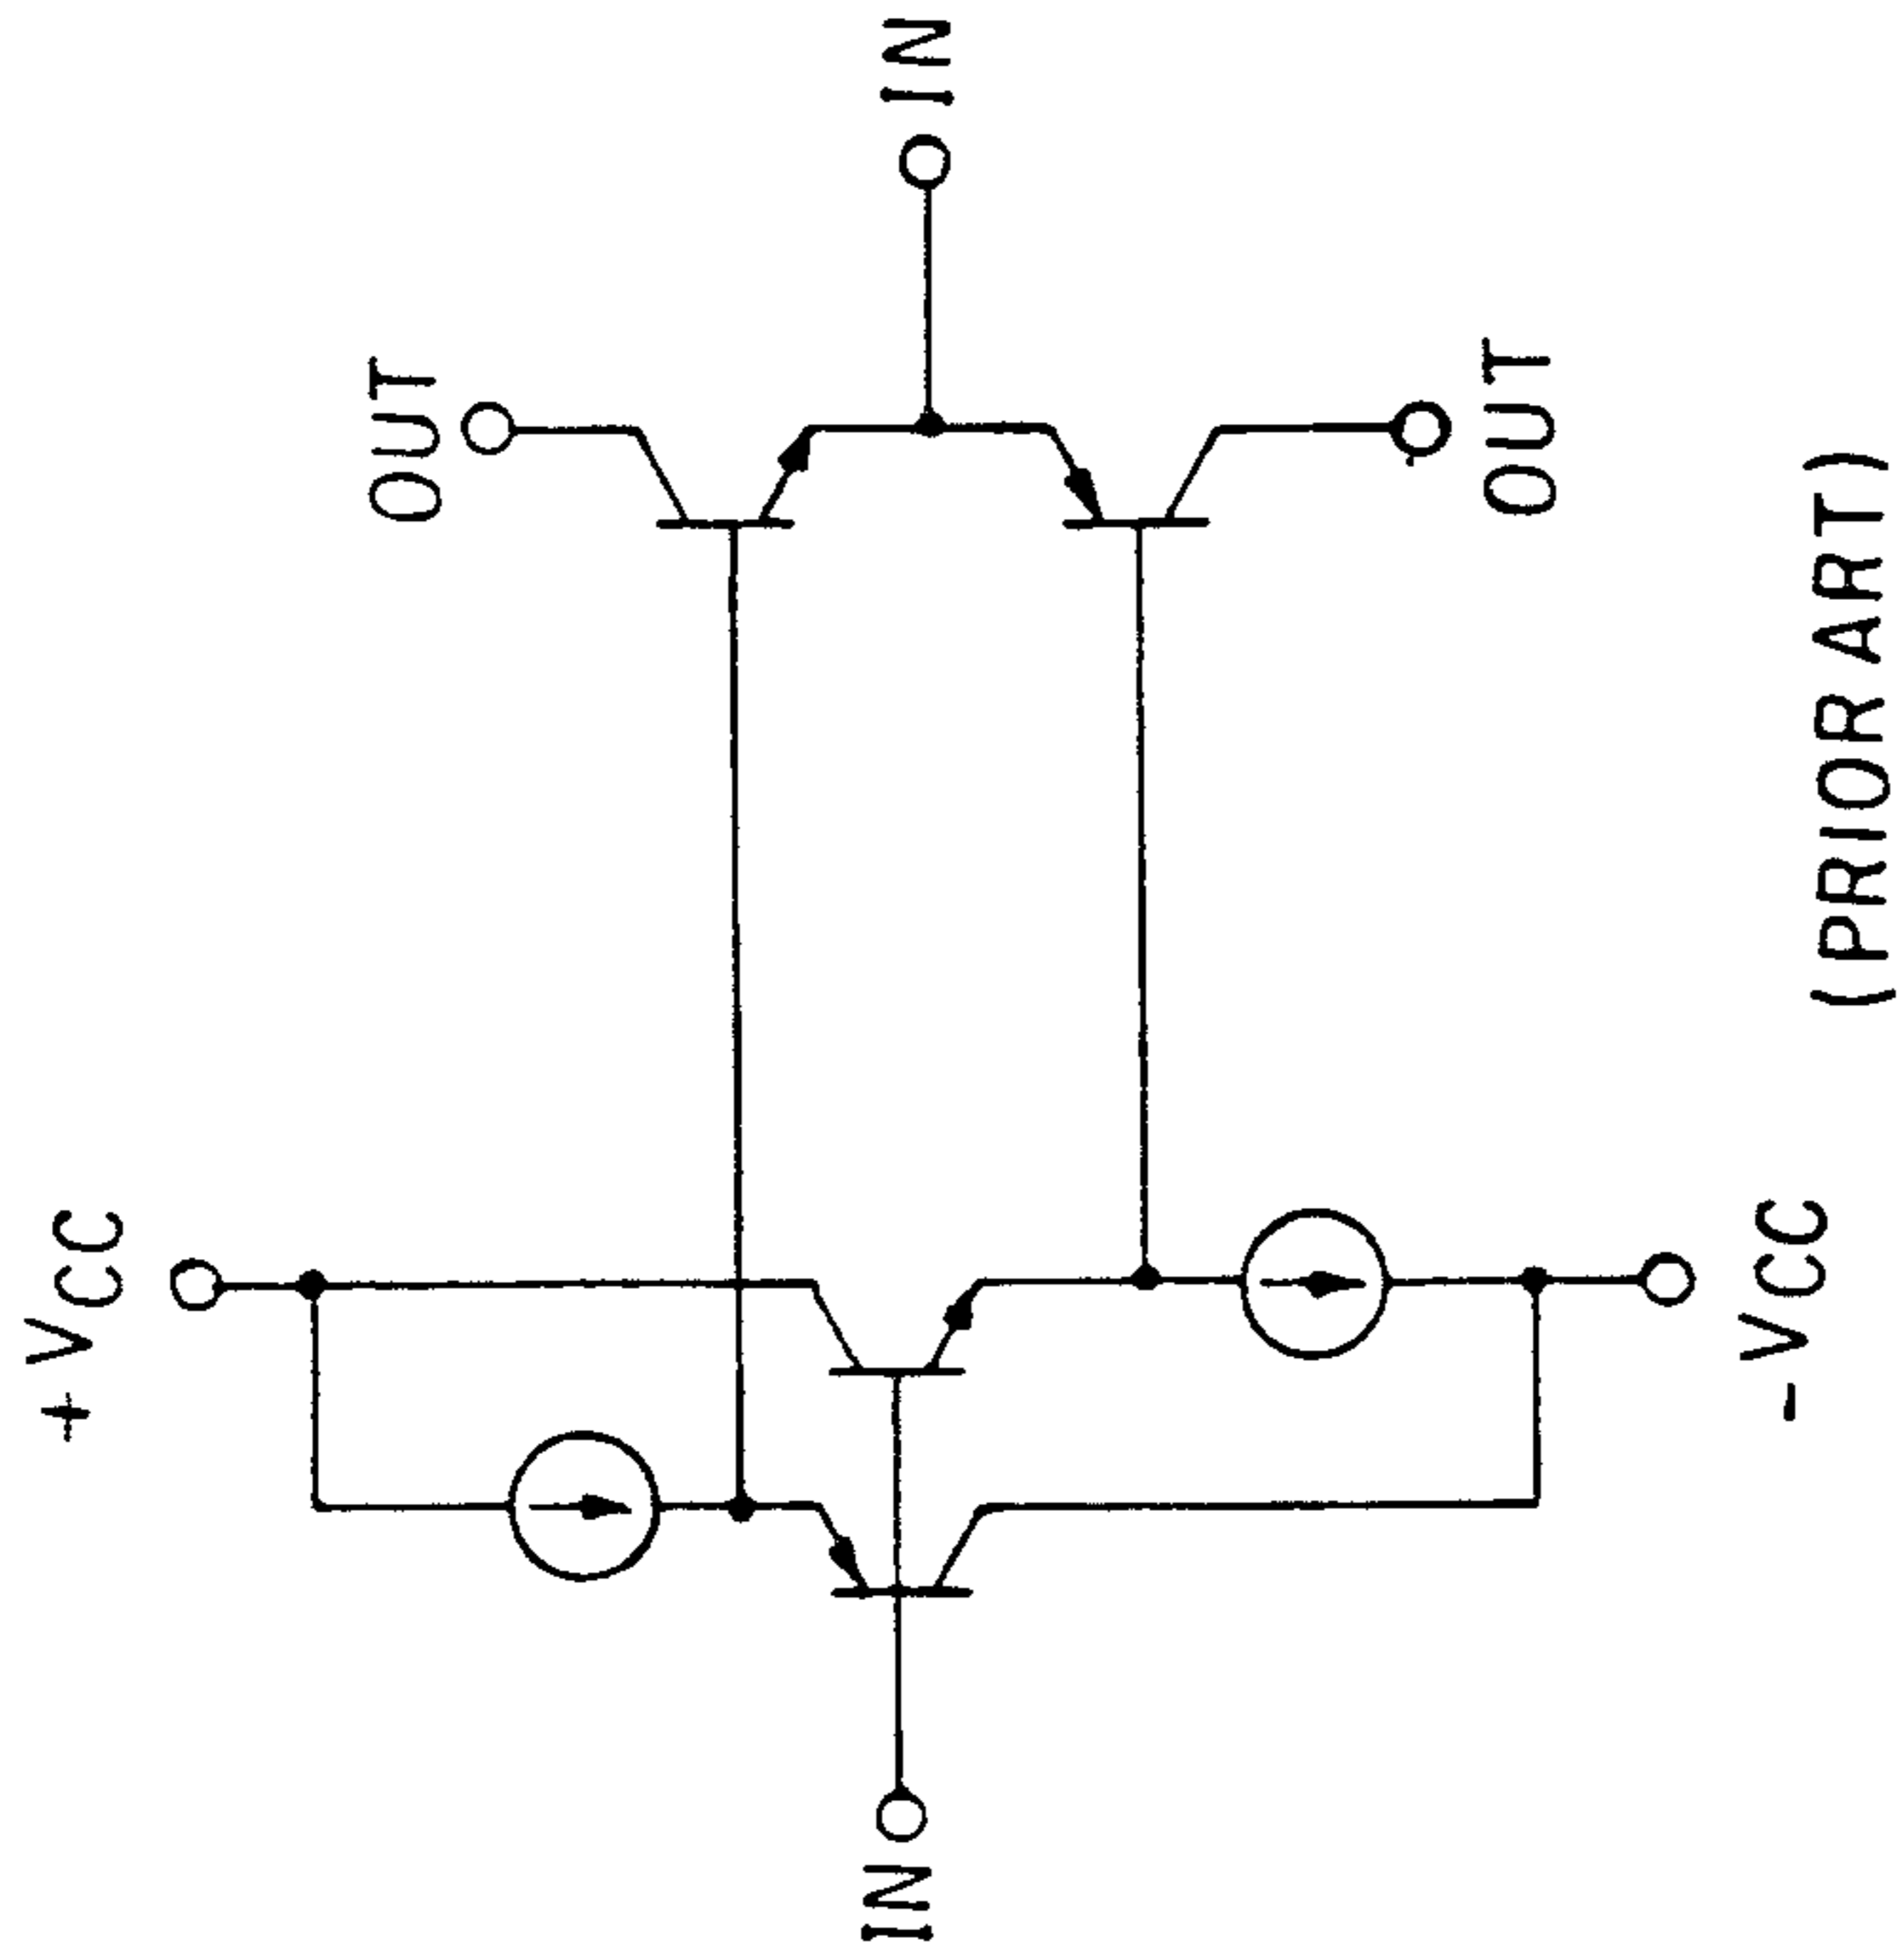 +VCC
OUT
IN
IN
OUT
-VCC
(PRIOR ART)